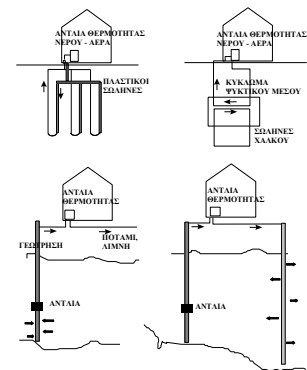 ΑΝΤΛΙΑ ΘΕΡΜΟΤΗΤΑΣ
ΝΕΡΟΥ - ΑΕΡΑ
ΠΛΑΣΤΙΚΟΙ
ΣΩΛΗΝΕΣ
ΑΝΤΛΙΑ ΘΕΡΜΟΤΗΤΑΣ
ΝΕΡΟΥ - ΑΕΡΑ
ΚΥΚΛΩΜΑ
ΨΥΚΤΙΚΟΥ ΜΕΣΟΥ
ΣΩΛΗΝΕΣ
ΧΑΛΚΟΥ
ΑΝΤΛΙΑ
ΘΕΡΜΟΤΗΤΑΣ
ΓΕΩΤΡΗΣΗ
ΠΟΤΑΜΙ,
ΛΙΜΝΗ
ΑΝΤΛΙΑ
ΑΝΤΛΙΑ
ΘΕΡΜΟΤΗΤΑΣ
ΑΝΤΛΙΑ